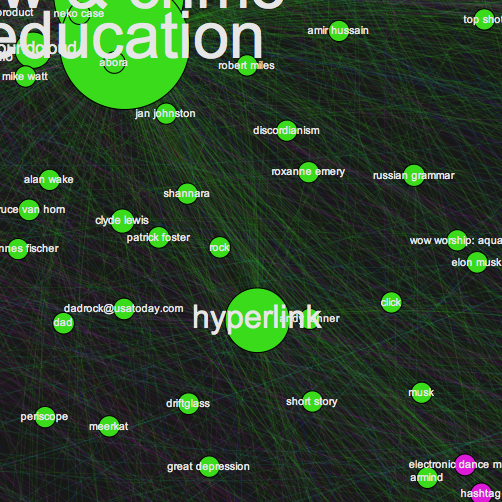 product
neko case
education
amir hussain
top sho
abora
mike watt
robert miles
jan johnston
discordianism
roxanne emery
russian grammar
alan wake
shannara
ruce van horn
clyde lewis
patrick foster
rock
nnes fischer
wow worship: aqua
elon musk
click
dadrock@usatoday.com
dad
hyperlink
musk
driftglass
short story
periscope
meerkat
great depression
electronic dance m
armind
hashtag